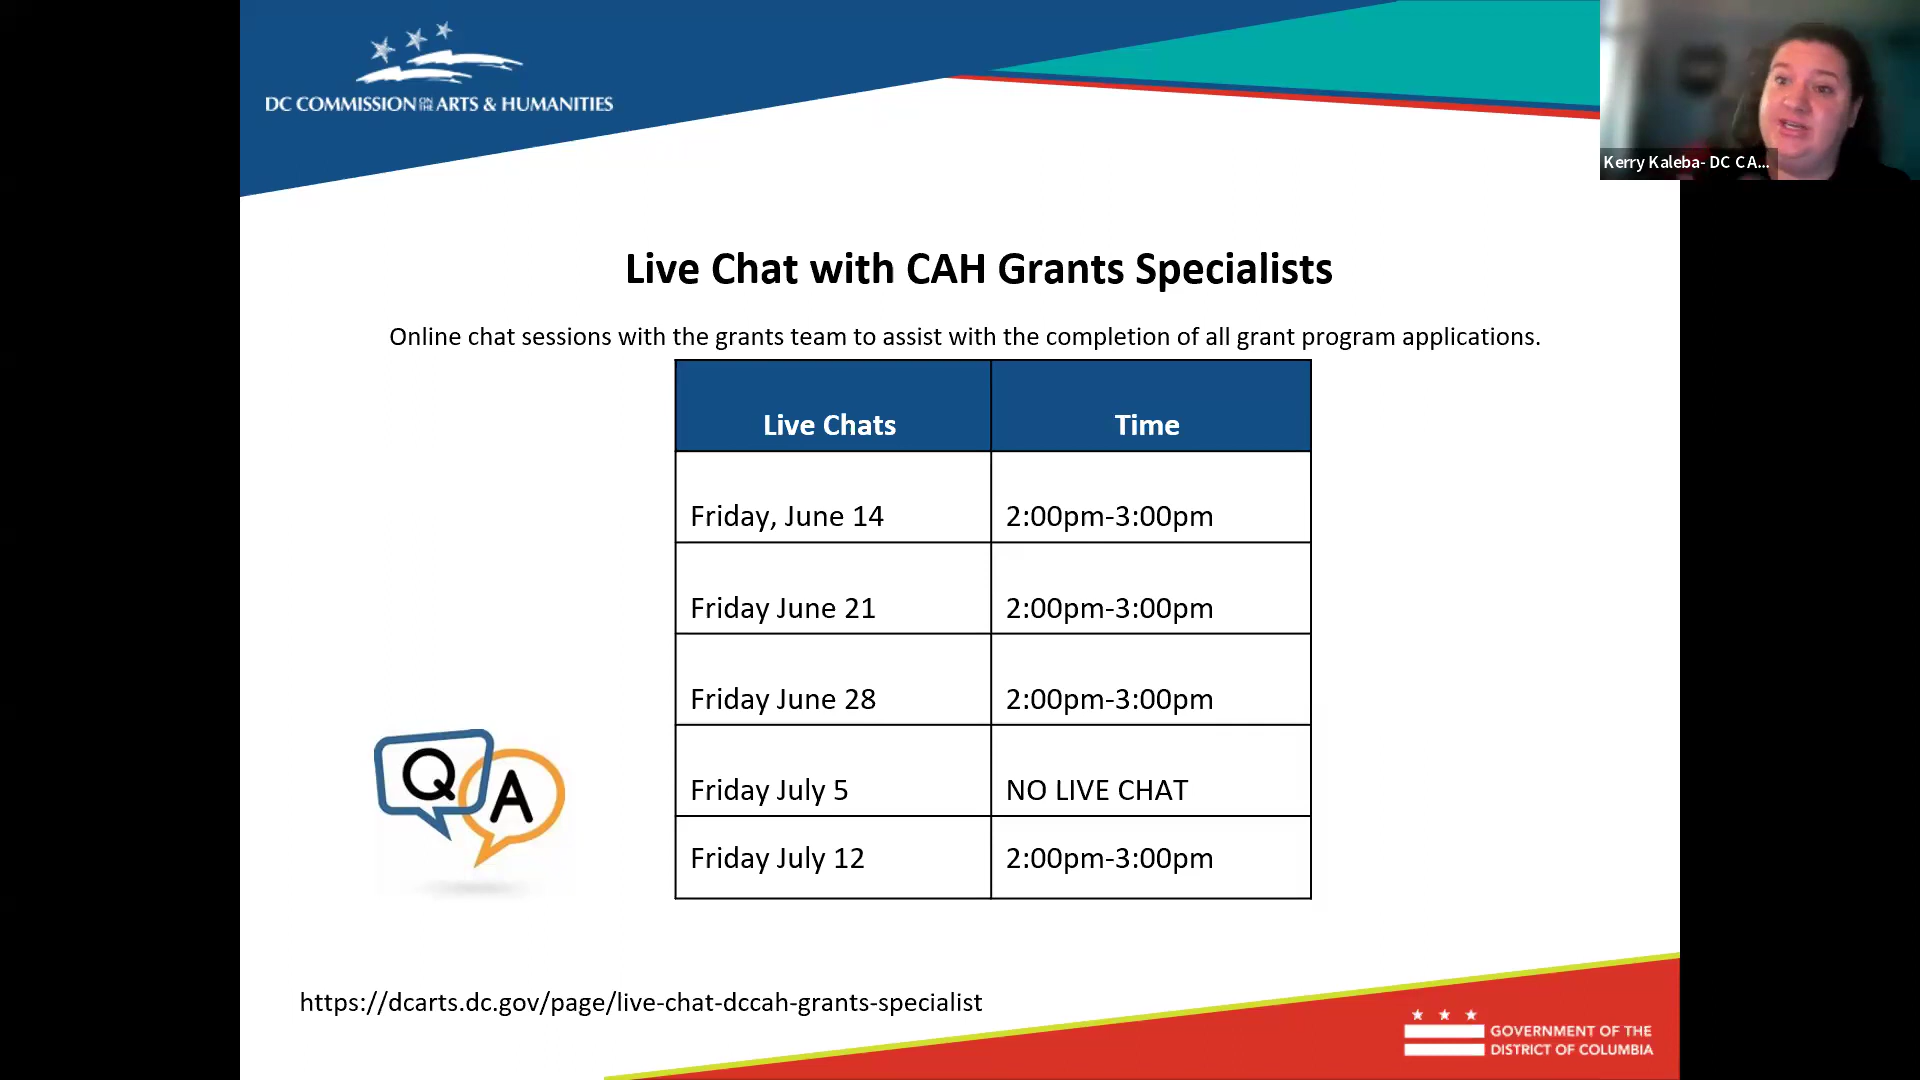 DC COMMISSION ON THE ARTS & HUMANITIES
Kerry Kaleba- DC CA...
Live Chat with CAH Grants Specialists
Online chat sessions with the grants team to assist with the completion of all grant program applications.
Live Chats Time
Friday, June 14 2:00pm-3:00pm
Friday June 21 2:00pm-3:00pm
Friday June 28 2:00pm-3:00pm
Friday July 5 NO LIVE CHAT
Friday July 12 2:00pm-3:00pm
Q A
https://dcarts.dc.gov/page/live-chat-dccah-grants-specialist
GOVERNMENT OF THE
DISTRICT OF COLUMBIA